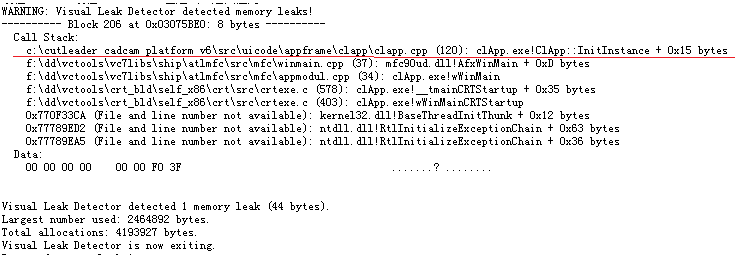 WARNING: Visual Leak Detector detected memory leaks!
---------- Block 206 at 0x03075BE0: 8 bytes ----------
Call Stack:
c:\cutleader_cadcam_platform_v6\src\uicode\appframe\clapp\clapp.cpp (120): clApp.exe!ClApp::InitInstance + 0x15 bytes
f:\dd\vctools\vc7libs\ship\atlmfc\src\mfc\winmain.cpp (37): mfc90ud.dll!AfxWinMain + 0xD bytes
f:\dd\vctools\vc7libs\ship\atlmfc\src\mfc\appmodul.cpp (34): clApp.exe!wWinMain
f:\dd\vctools\crt_bld\self_x86\crt\src\crtexe.c (578): clApp.exe!__tmainCRTStartup + 0x35 bytes
f:\dd\vctools\crt_bld\self_x86\crt\src\crtexe.c (403): clApp.exe!wWinMainCRTStartup
0x770F33CA (File and line number not available): kernel32.dll!BaseThreadInitThunk + 0x12 bytes
0x77789ED2 (File and line number not available): ntdll.dll!RtlInitializeExceptionChain + 0x63 bytes
0x77789EA5 (File and line number not available): ntdll.dll!RtlInitializeExceptionChain + 0x36 bytes
Data:
00 00 00 00 00 00 F0 3F .......? ........
Visual Leak Detector detected 1 memory leak (44 bytes).
Largest number used: 2464892 bytes.
Total allocations: 4193927 bytes.
Visual Leak Detector is now exiting.